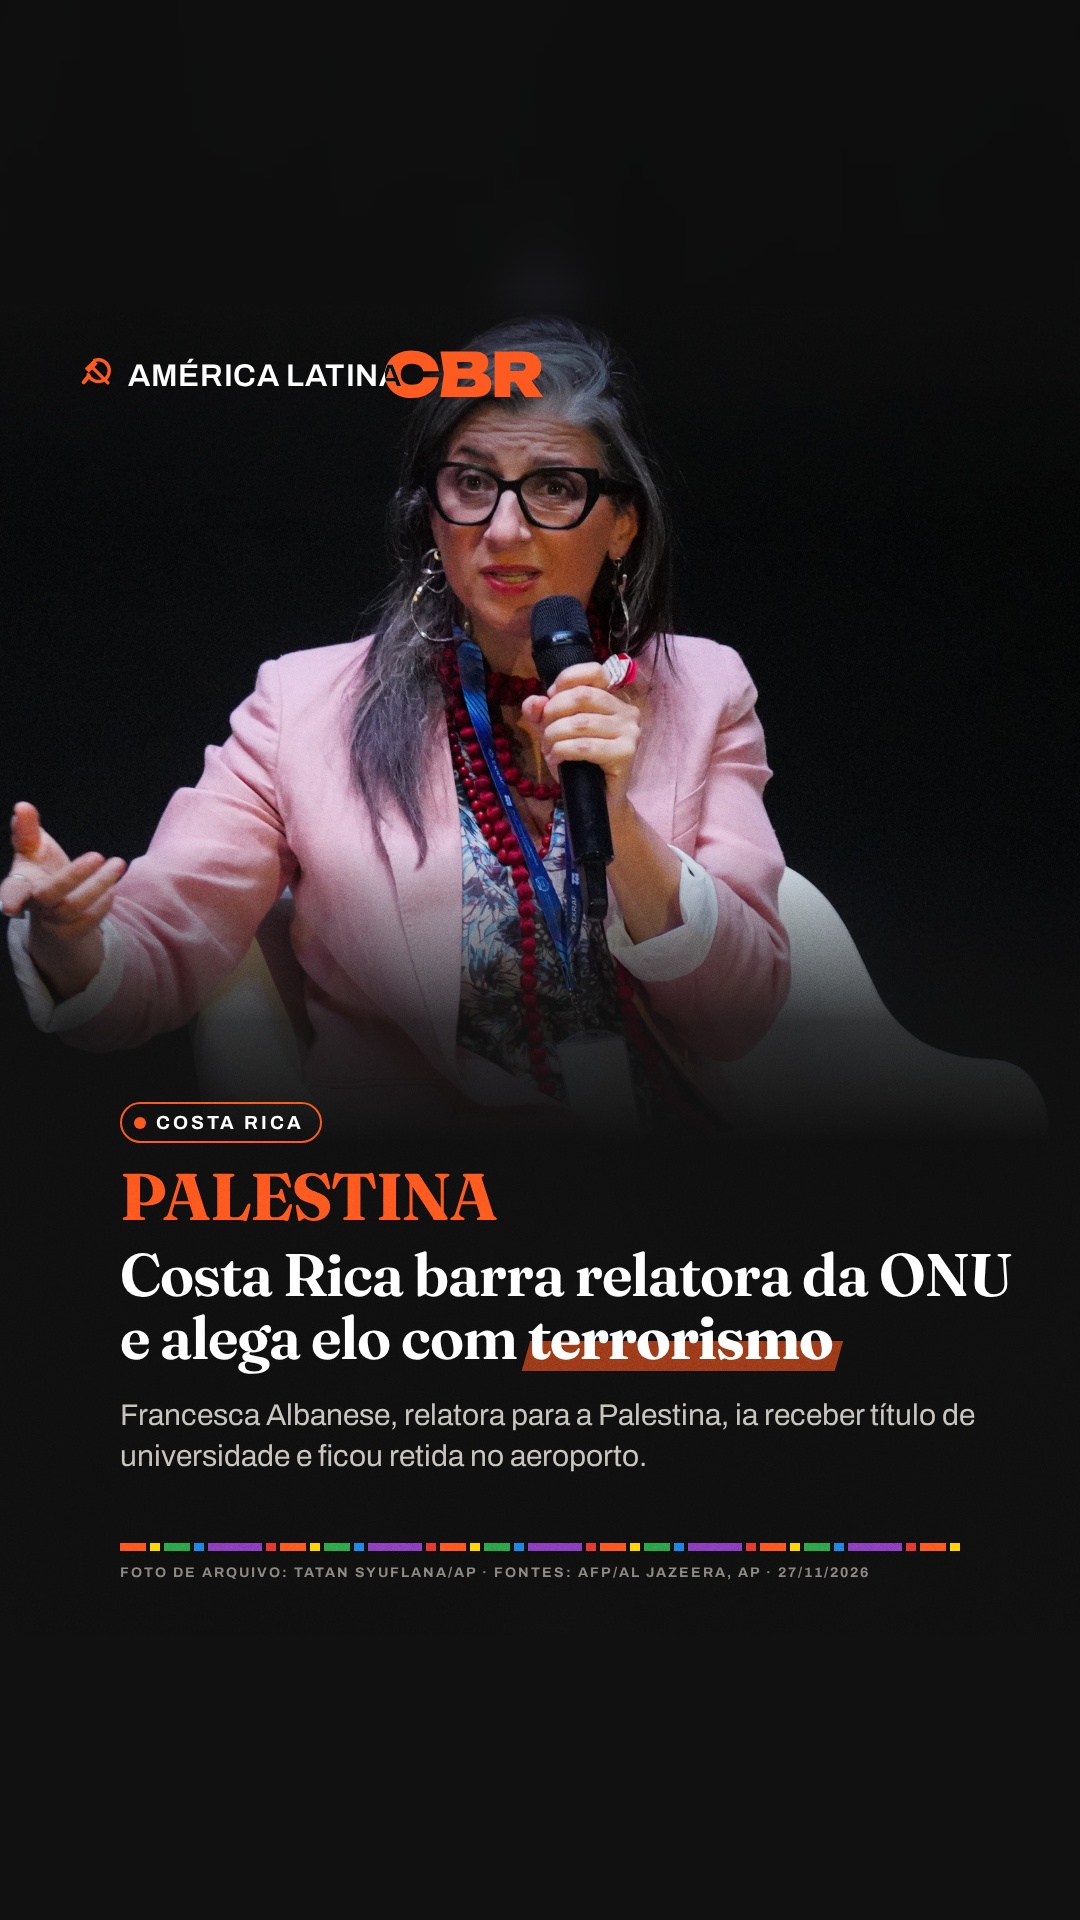 AMÉRICA LATINA
CBR
COSTA RICA
PALESTINA
Costa Rica barra relatora da ONU
e alega elo com terrorismo
Francesca Albanese, relatora para a Palestina, ia receber título de
universidade e ficou retida no aeroporto.
FOTO DE ARQUIVO: TATAN SYUFLANA/AP · FONTES: AFP/AL JAZEERA, AP · 27/11/2026